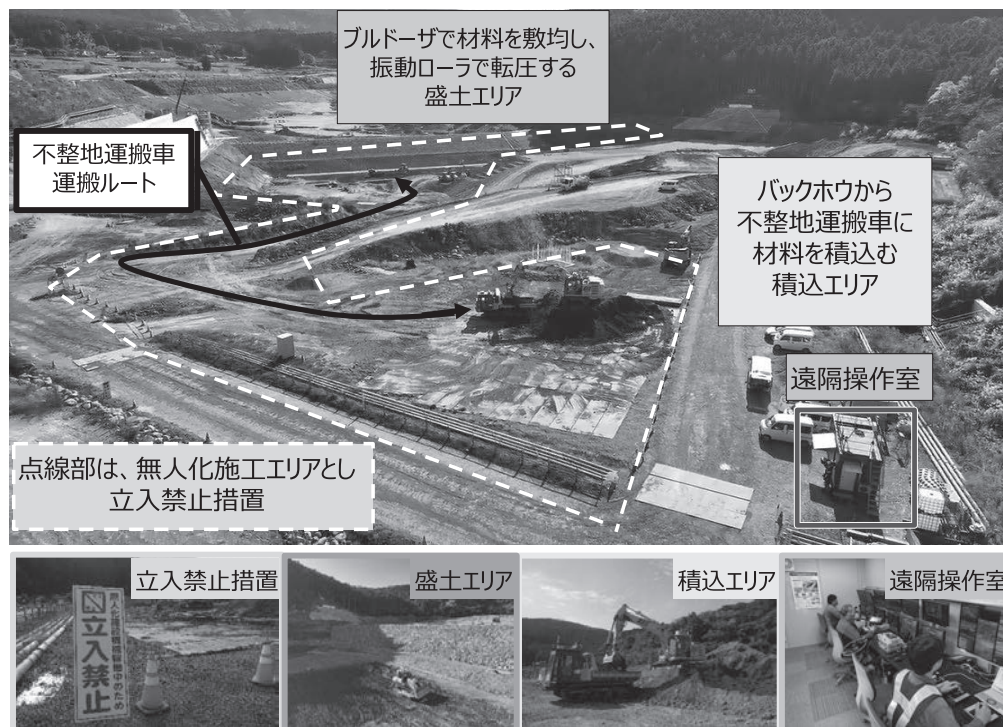 ブルドーザで材料を敷均し、
振動ローラで転圧する
盛土エリア
不整地運搬車
運搬ルート
バックホウから
不整地運搬車に
材料を積込む
積込エリア
遠隔操作室
点線部は、無人化施工エリアとし
立入禁止措置
立入禁止措置
盛土エリア
積込エリア
遠隔操作室
立入禁止